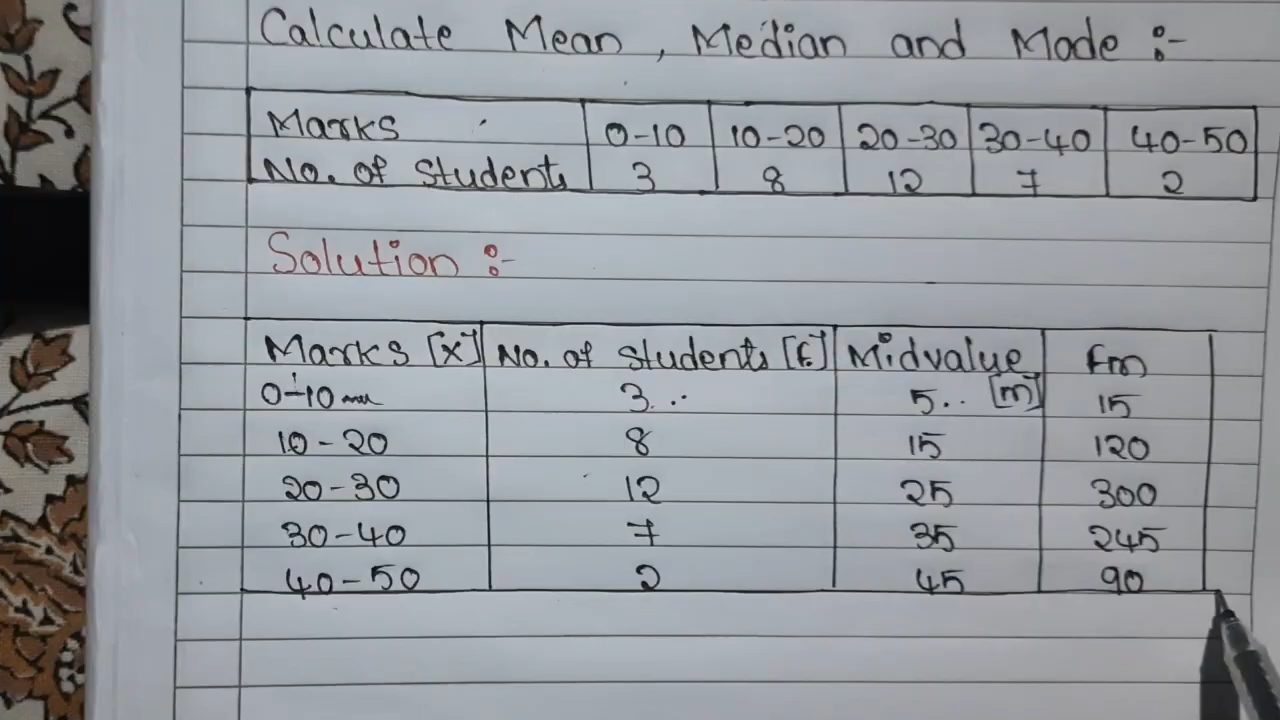 Calculate Mean, Median and Mode :-
Marks 0-10 10-20 20-30 30-40 40-50
No. of Students 3 8 12 7 2
Solution :-
Marks [X] No. of Students [f] Midvalue [m] Fm
0-10 3 5 15
10-20 8 15 120
20-30 12 25 300
30-40 7 35 245
40-50 2 45 90